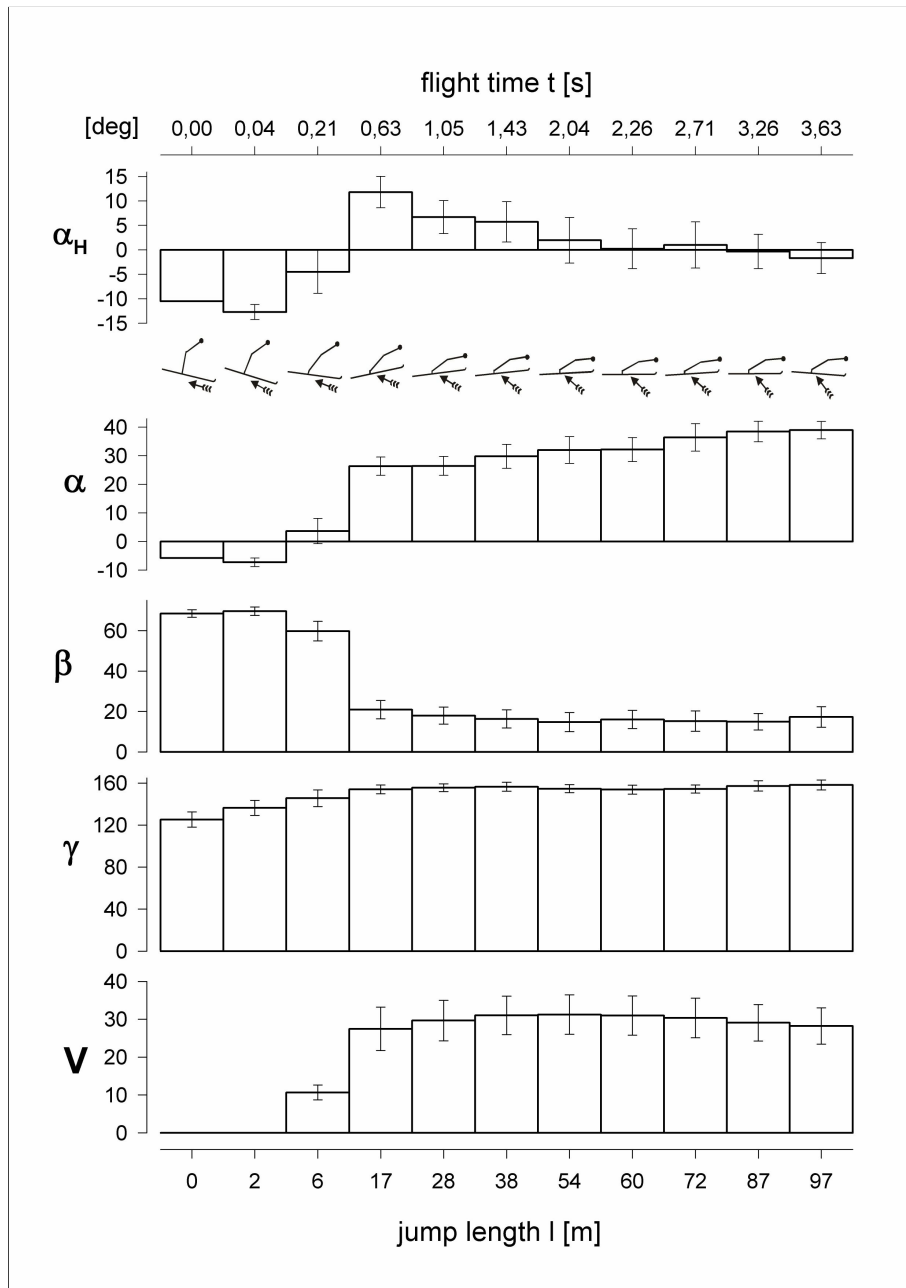 flight time t [s]
[deg] 0,00 0,04 0,21 0,63 1,05 1,43 2,04 2,26 2,71 3,26 3,63
15
10
5
α_H 0
-5
-10
-15
40
30
α 20
10
0
-10
60
β 40
20
0
160
120
γ 80
40
0
40
30
V 20
10
0
0 2 6 17 28 38 54 60 72 87 97
jump length l [m]